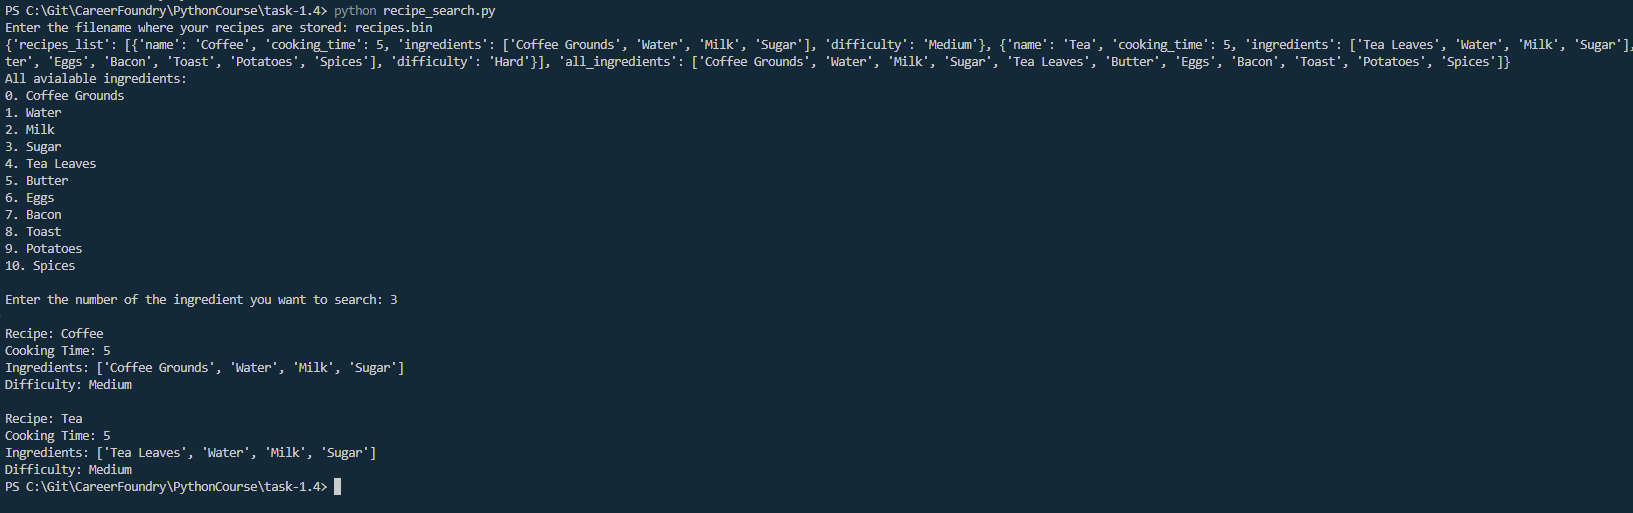 PS C:\Git\CareerFoundry\PythonCourse\task-1.4> python recipe_search.py
Enter the filename where your recipes are stored: recipes.bin
{'recipes_list': [{'name': 'Coffee', 'cooking_time': 5, 'ingredients': ['Coffee Grounds', 'Water', 'Milk', 'Sugar'], 'difficulty': 'Medium'}, {'name': 'Tea', 'cooking_time': 5, 'ingredients': ['Tea Leaves', 'Water', 'Milk', 'Sugar'],
ter', 'Eggs', 'Bacon', 'Toast', 'Potatoes', 'Spices'], 'difficulty': 'Hard'}], 'all_ingredients': ['Coffee Grounds', 'Water', 'Milk', 'Sugar', 'Tea Leaves', 'Butter', 'Eggs', 'Bacon', 'Toast', 'Potatoes', 'Spices']}
All avialable ingredients:
0. Coffee Grounds
1. Water
2. Milk
3. Sugar
4. Tea Leaves
5. Butter
6. Eggs
7. Bacon
8. Toast
9. Potatoes
10. Spices
Enter the number of the ingredient you want to search: 3
Recipe: Coffee
Cooking Time: 5
Ingredients: ['Coffee Grounds', 'Water', 'Milk', 'Sugar']
Difficulty: Medium
Recipe: Tea
Cooking Time: 5
Ingredients: ['Tea Leaves', 'Water', 'Milk', 'Sugar']
Difficulty: Medium
PS C:\Git\CareerFoundry\PythonCourse\task-1.4>